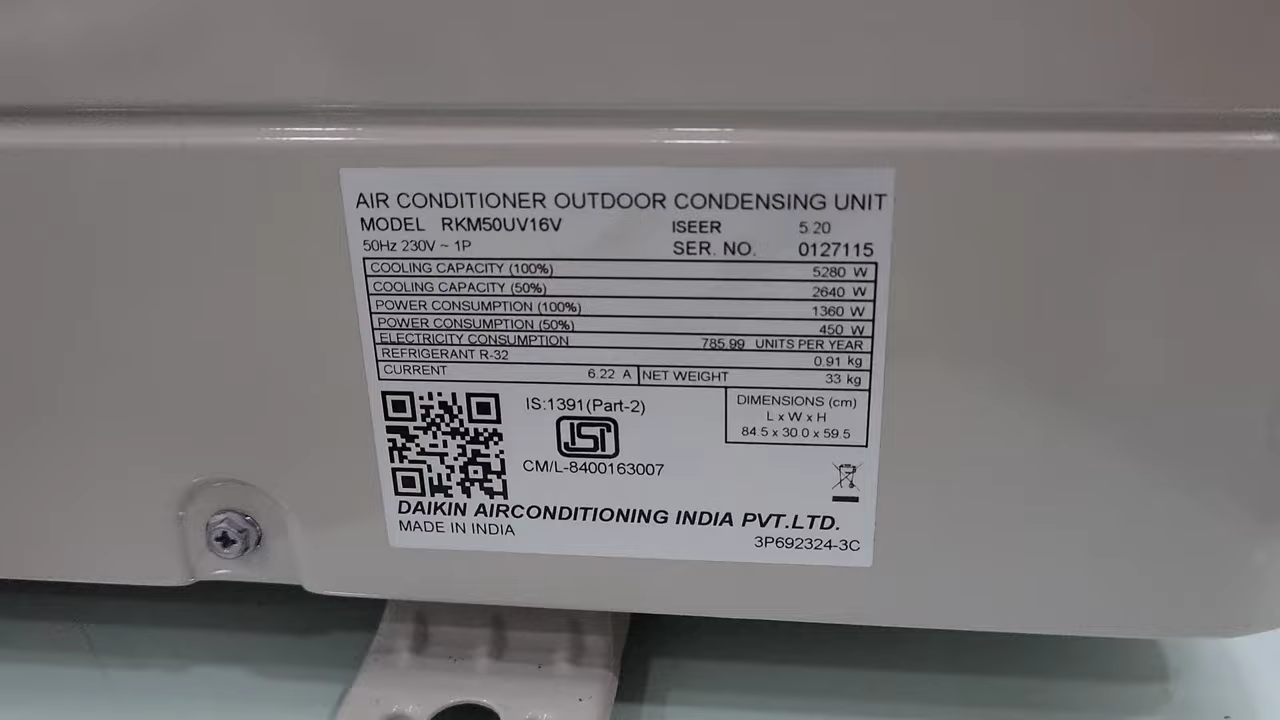 AIR CONDITIONER OUTDOOR CONDENSING UNIT
MODEL RKM50UV16V ISEER 5.20
50Hz 230V ~ 1P SER. NO. 0127115
COOLING CAPACITY (100%) 5280 W
COOLING CAPACITY (50%) 2640 W
POWER CONSUMPTION (100%) 1360 W
POWER CONSUMPTION (50%) 450 W
ELECTRICITY CONSUMPTION 785.99 UNITS PER YEAR
REFRIGERANT R-32 0.91 kg
CURRENT 6.22 A NET WEIGHT 33 kg
IS:1391(Part-2)
ISI
CM/L-8400163007
DIMENSIONS (cm)
L x W x H
84.5 x 30.0 x 59.5
DAIKIN AIRCONDITIONING INDIA PVT.LTD.
MADE IN INDIA
3P692324-3C